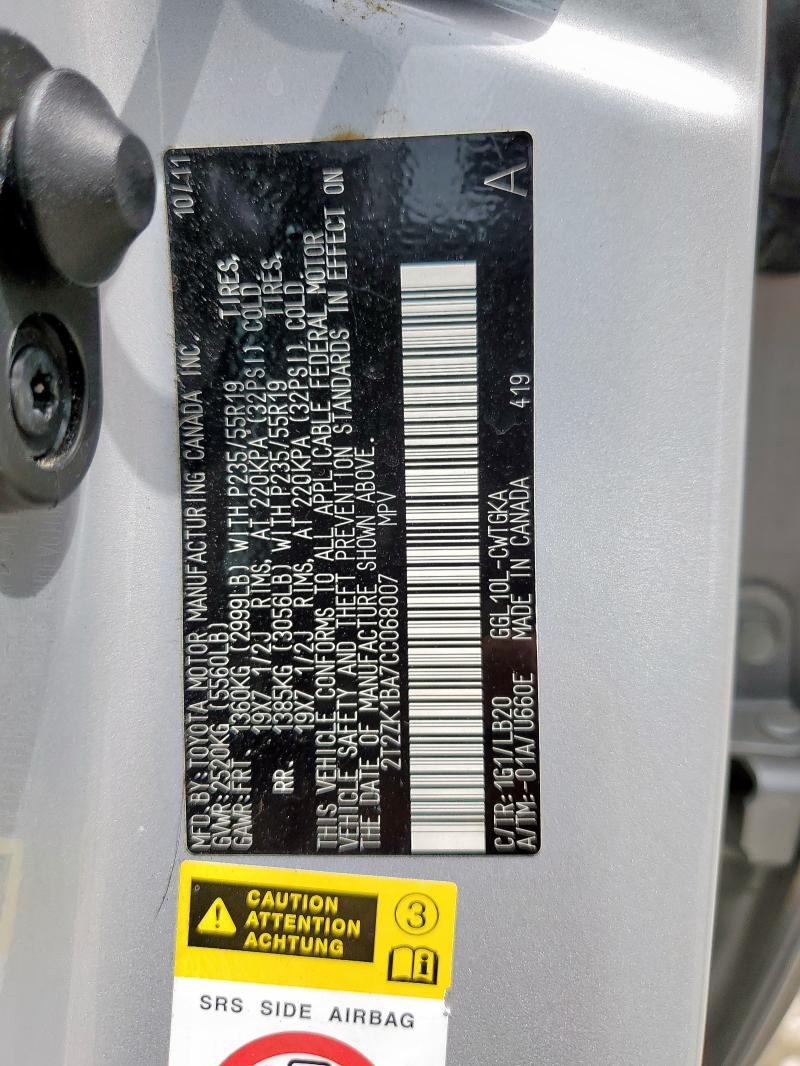 MFD. BY:TOYOTA MOTOR MANUFACTURING CANADA INC. 10/11
GVWR:2520KG (5560LB)
GAWR:FRT. 1360KG (2999LB) WITH P235/55R19 TIRES,
19X7 1/2J RIMS, AT 220KPA (32PSI) COLD
RR. 1385KG (3056LB) WITH P235/55R19 TIRES,
19X7 1/2J RIMS, AT 220KPA (32PSI) COLD.
THIS VEHICLE CONFORMS TO ALL APPLICABLE FEDERAL MOTOR
VEHICLE SAFETY AND THEFT PREVENTION STANDARDS IN EFFECT ON
THE DATE OF MANUFACTURE SHOWN ABOVE.
2T2ZK1BA7CC068007 MPV
C/TR:1G1/LB20 GGL10L-CWTGKA A
A/TM:-01A/U660E MADE IN CANADA 419
CAUTION
ATTENTION
ACHTUNG
3
SRS SIDE AIRBAG